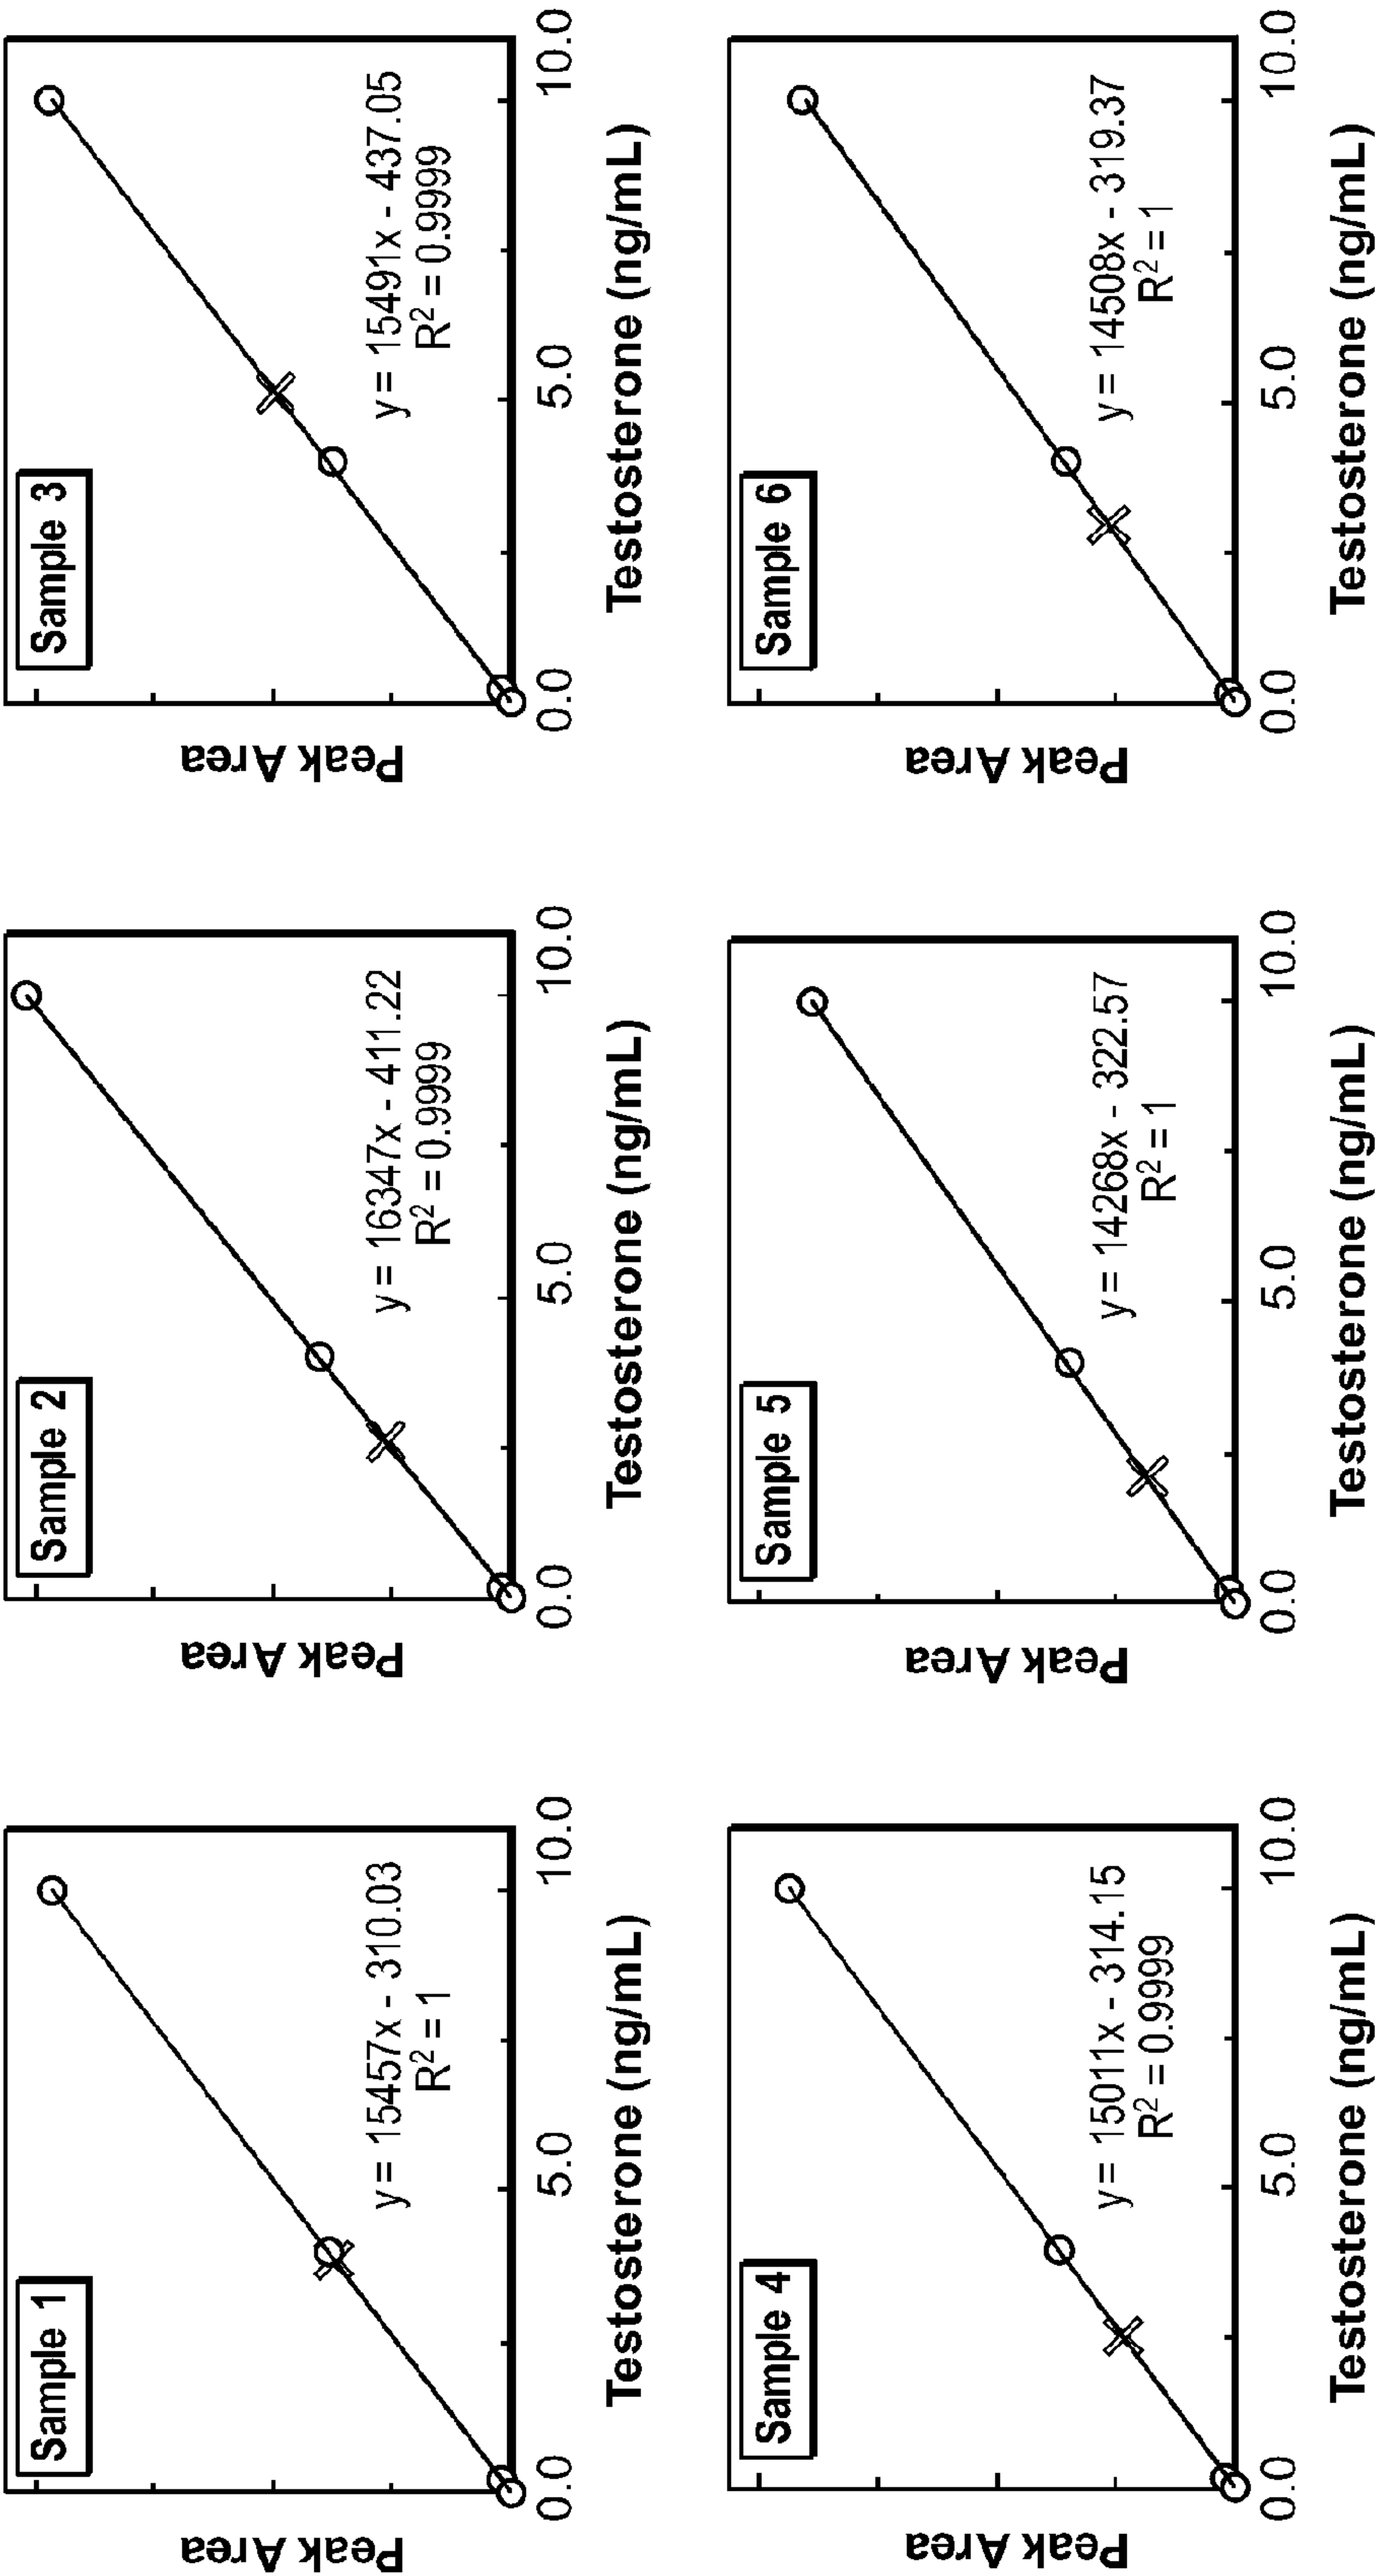 Sample 1
y = 15457x - 310.03
R² = 1
Peak Area
0.0
5.0
10.0
Testosterone (ng/mL)
Sample 2
y = 16347x - 411.22
R² = 0.9999
Peak Area
0.0
5.0
10.0
Testosterone (ng/mL)
Sample 3
y = 15491x - 437.05
R² = 0.9999
Peak Area
0.0
5.0
10.0
Testosterone (ng/mL)
Sample 4
y = 15011x - 314.15
R² = 0.9999
Peak Area
0.0
5.0
10.0
Testosterone (ng/mL)
Sample 5
y = 14268x - 322.57
R² = 1
Peak Area
0.0
5.0
10.0
Testosterone (ng/mL)
Sample 6
y = 14508x - 319.37
R² = 1
Peak Area
0.0
5.0
10.0
Testosterone (ng/mL)